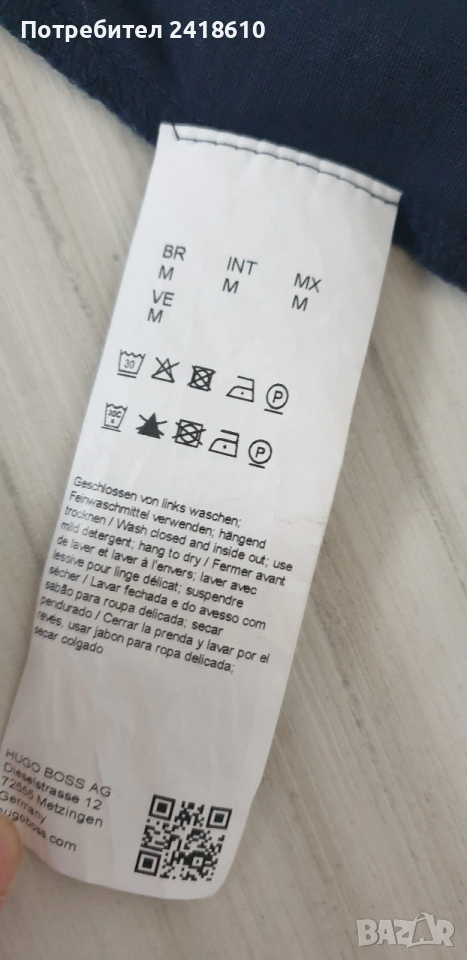 Потребител 2418610
BR
M
INT
M
MX
M
VE
M
30
P
30C
P
Geschlossen von links waschen;
Feinwaschmittel verwenden; hängend
trocknen / Wash closed and inside out; use
mild detergent; hang to dry / Fermer avant
de laver et laver à l'envers; laver avec
lessive pour linge délicat; suspendre
sécher / Lavar fechada e do avesso com
sabão para roupa delicada; secar
pendurado / Cerrar la prenda y lavar por el
revés, usar jabon para ropa delicada;
secar colgado
HUGO BOSS AG
Dieselstrasse 12
72555 Metzingen
Germany
hugoboss.com
BAZAR